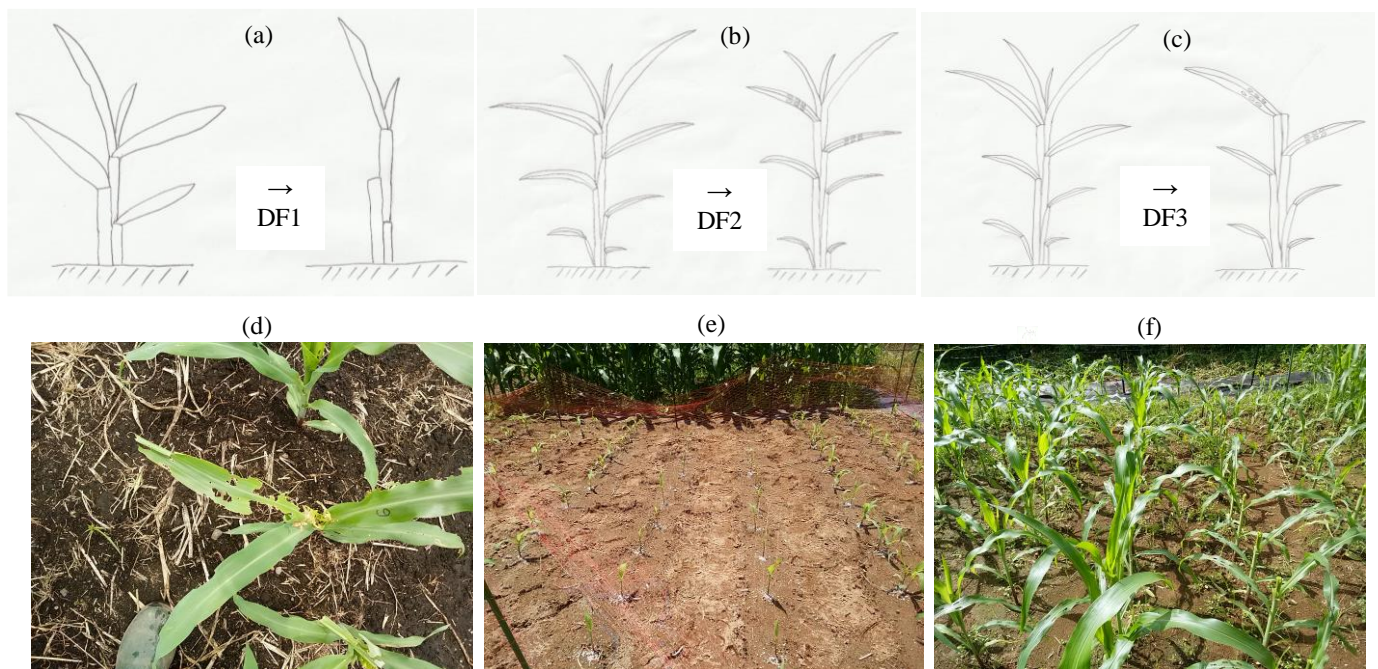 (a)
(b)
(c)
→
DF1
→
DF2
→
DF3
(d)
(e)
(f)